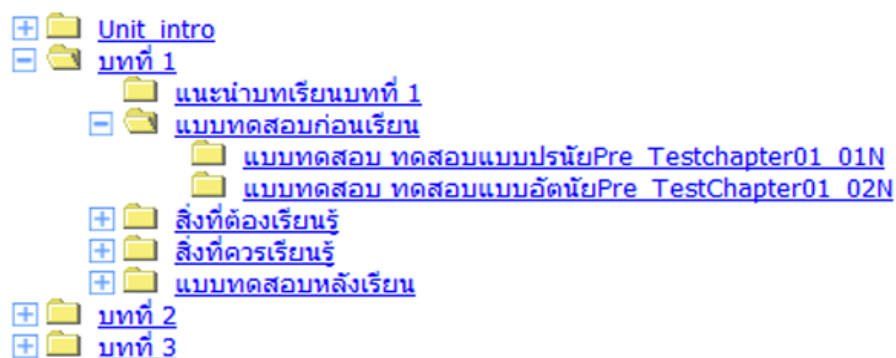 Unit_intro
บทที่ 1
แนะนำบทเรียนบทที่ 1
แบบทดสอบก่อนเรียน
แบบทดสอบ ทดสอบแบบปรนัยPre_Testchapter01_01N
แบบทดสอบ ทดสอบแบบอัตนัยPre_TestChapter01_02N
สิ่งที่ต้องเรียนรู้
สิ่งที่ควรเรียนรู้
แบบทดสอบหลังเรียน
บทที่ 2
บทที่ 3